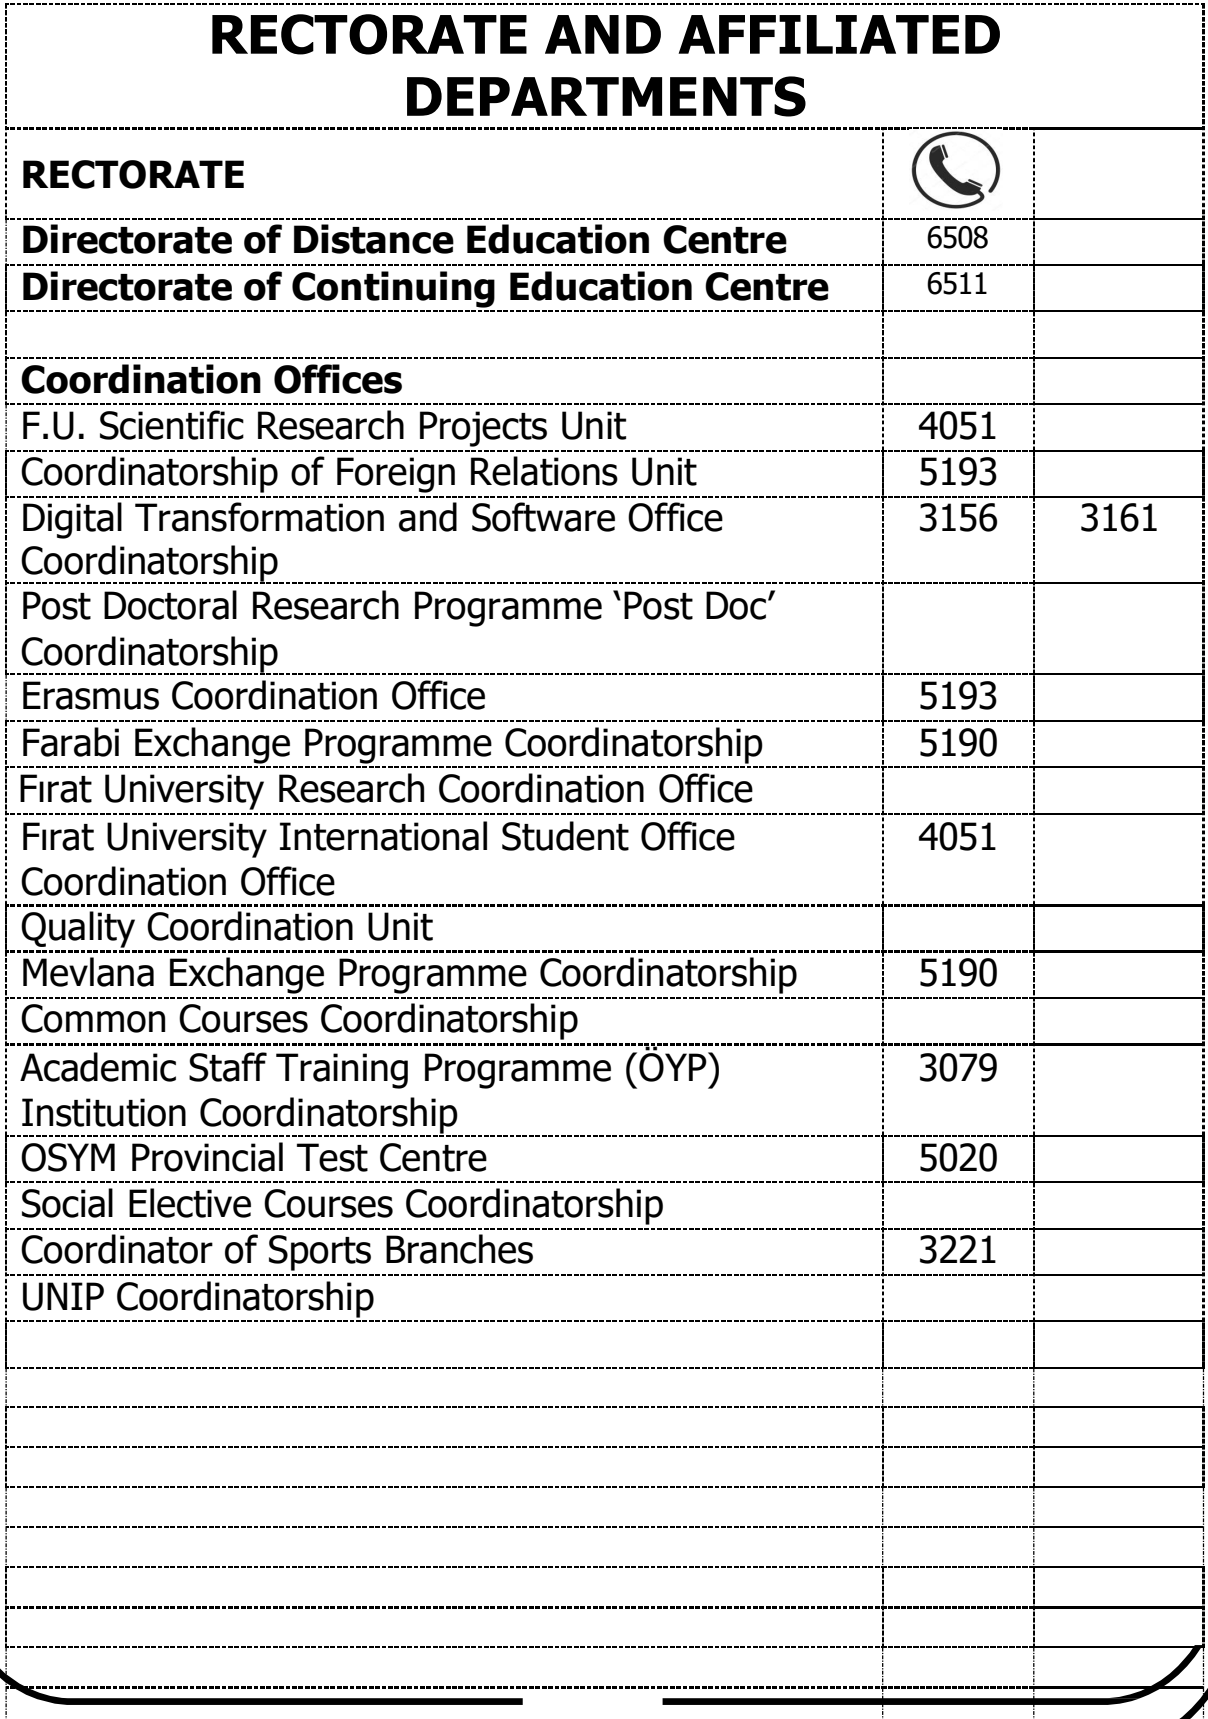 RECTORATE AND AFFILIATED
DEPARTMENTS
RECTORATE
Directorate of Distance Education Centre 6508
Directorate of Continuing Education Centre 6511
Coordination Offices
F.U. Scientific Research Projects Unit 4051
Coordinatorship of Foreign Relations Unit 5193
Digital Transformation and Software Office 3156 3161
Coordinatorship
Post Doctoral Research Programme ‘Post Doc’
Coordinatorship
Erasmus Coordination Office 5193
Farabi Exchange Programme Coordinatorship 5190
Fırat University Research Coordination Office
Fırat University International Student Office 4051
Coordination Office
Quality Coordination Unit
Mevlana Exchange Programme Coordinatorship 5190
Common Courses Coordinatorship
Academic Staff Training Programme (ÖYP) 3079
Institution Coordinatorship
OSYM Provincial Test Centre 5020
Social Elective Courses Coordinatorship
Coordinator of Sports Branches 3221
UNIP Coordinatorship